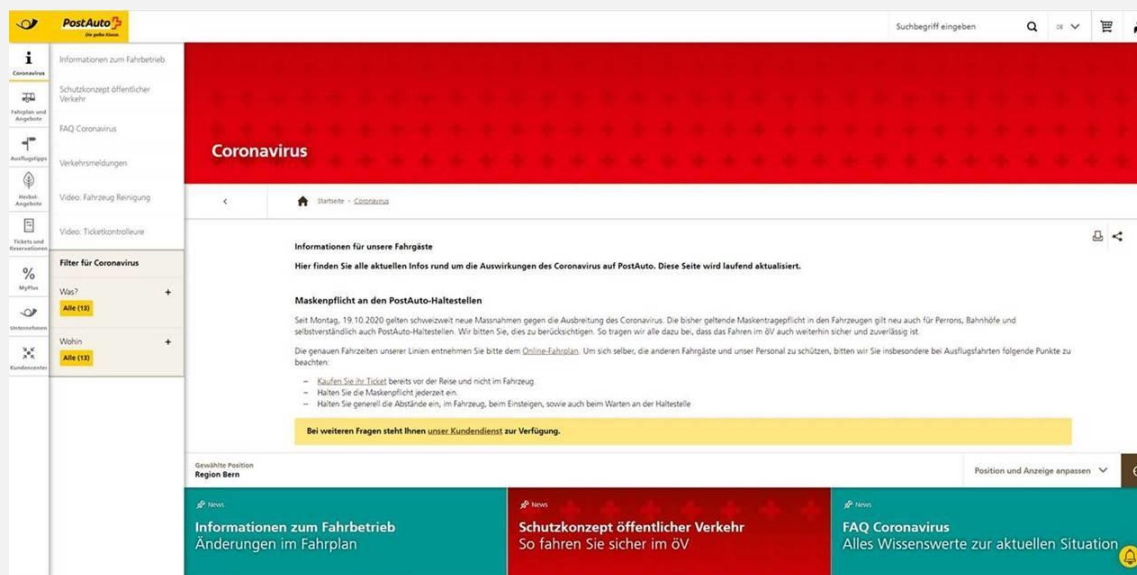 PostAuto
Die gelbe Klasse.
Suchbegriff eingeben
DE
Coronavirus
Fahrplan und
Angebote
Ausflugstipps
Herbst-
Angebote
Tickets und
Reservationen
%
MyPlus
Unternehmen
Kundencenter
Informationen zum Fahrbetrieb
Schutzkonzept öffentlicher
Verkehr
FAQ Coronavirus
Verkehrsmeldungen
Video: Fahrzeug Reinigung
Video: Ticketkontrolleure
Filter für Coronavirus
Was? +
Alle (13)
Wohin +
Alle (13)
Coronavirus
Startseite - Coronavirus
Informationen für unsere Fahrgäste
Hier finden Sie alle aktuellen Infos rund um die Auswirkungen des Coronavirus auf PostAuto. Diese Seite wird laufend aktualisiert.
Maskenpflicht an den PostAuto-Haltestellen
Seit Montag, 19.10.2020 gelten schweizweit neue Massnahmen gegen die Ausbreitung des Coronavirus. Die bisher geltende Maskentragepflicht in den Fahrzeugen gilt neu auch für Perrons, Bahnhöfe und
selbstverständlich auch PostAuto-Haltestellen. Wir bitten Sie, dies zu berücksichtigen. So tragen wir alle dazu bei, dass das Fahren im öV auch weiterhin sicher und zuverlässig ist.
Die genauen Fahrzeiten unserer Linien entnehmen Sie bitte dem Online-Fahrplan. Um sich selber, die anderen Fahrgäste und unser Personal zu schützen, bitten wir Sie insbesondere bei Ausflugsfahrten folgende Punkte zu
beachten:
– Kaufen Sie ihr Ticket bereits vor der Reise und nicht im Fahrzeug.
– Halten Sie die Maskenpflicht jederzeit ein.
– Halten Sie generell die Abstände ein, im Fahrzeug, beim Einsteigen, sowie auch beim Warten an der Haltestelle
Bei weiteren Fragen steht Ihnen unser Kundendienst zur Verfügung.
Gewählte Position
Region Bern
Position und Anzeige anpassen
News
Informationen zum Fahrbetrieb
Änderungen im Fahrplan
News
Schutzkonzept öffentlicher Verkehr
So fahren Sie sicher im öV
News
FAQ Coronavirus
Alles Wissenswerte zur aktuellen Situation